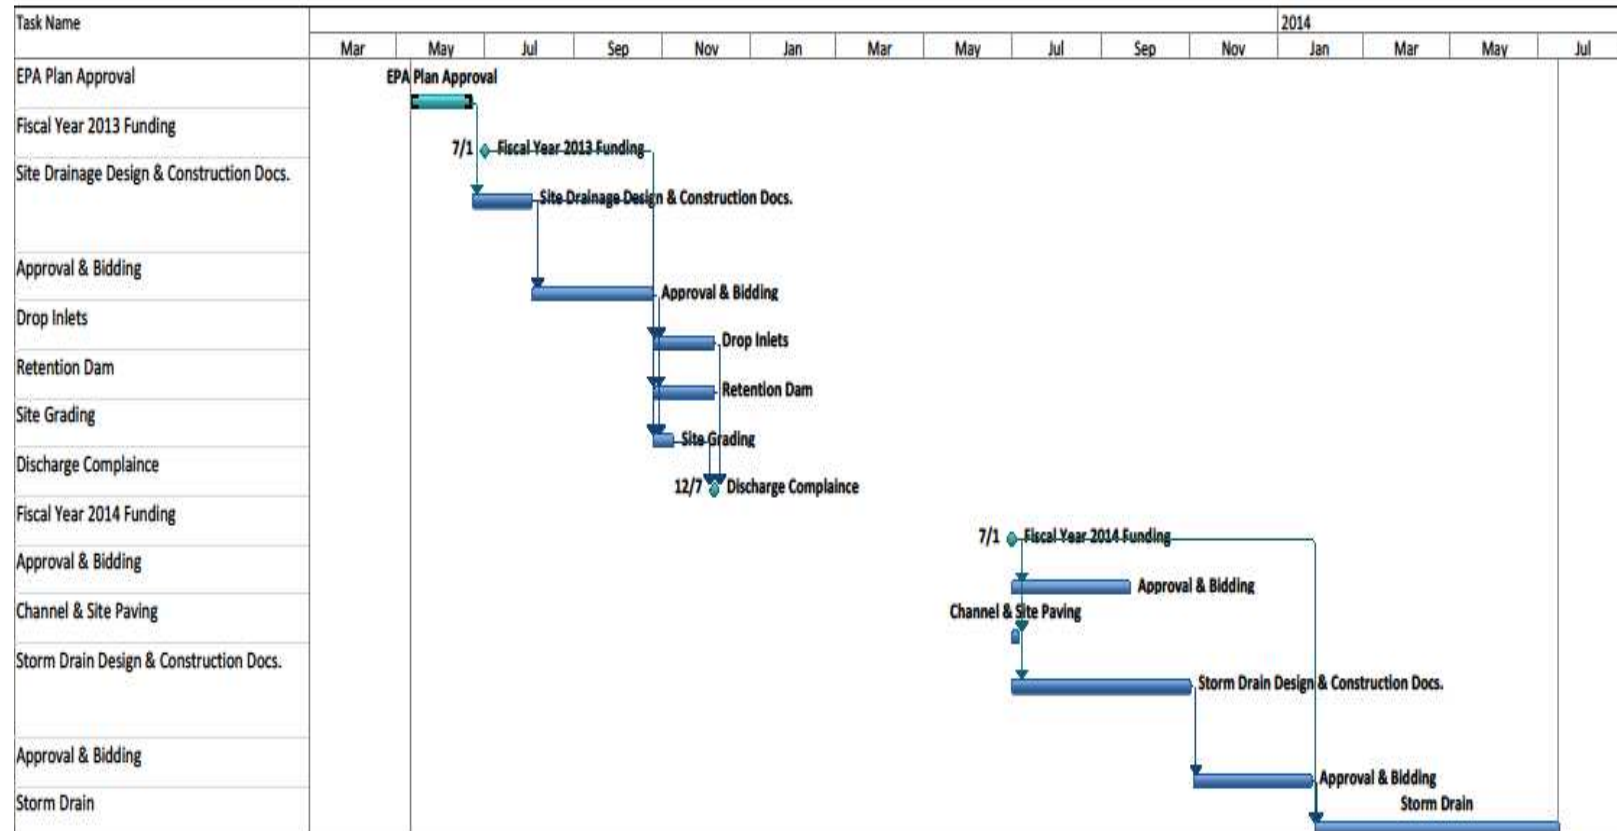 Task Name
2014
Mar May Jul Sep Nov Jan Mar May Jul Sep Nov Jan Mar May Jul
EPA Plan Approval
EPA Plan Approval
Fiscal Year 2013 Funding
7/1 Fiscal Year 2013 Funding
Site Drainage Design & Construction Docs.
Site Drainage Design & Construction Docs.
Approval & Bidding
Approval & Bidding
Drop Inlets
Drop Inlets
Retention Dam
Retention Dam
Site Grading
Site Grading
Discharge Complaince
12/7 Discharge Complaince
Fiscal Year 2014 Funding
7/1 Fiscal Year 2014 Funding
Approval & Bidding
Approval & Bidding
Channel & Site Paving
Channel & Site Paving
Storm Drain Design & Construction Docs.
Storm Drain Design & Construction Docs.
Approval & Bidding
Approval & Bidding
Storm Drain
Storm Drain